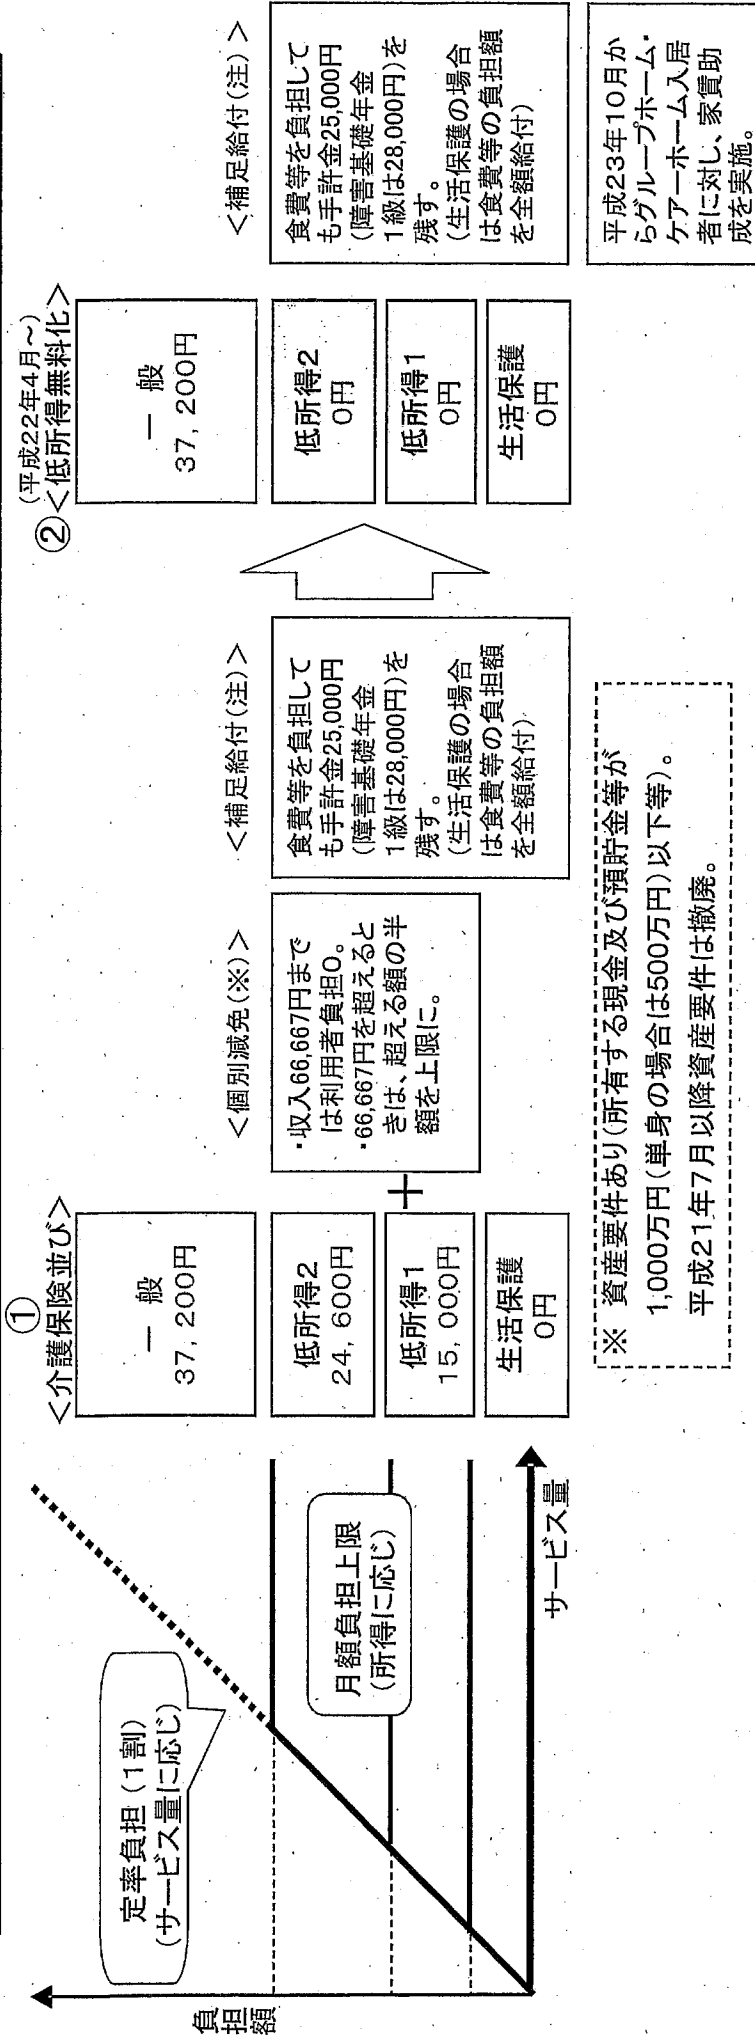 負担額
定率負担（1割）
（サービス量に応じ）
月額負担上限
（所得に応じ）
サービス量
①
＜介護保険並び＞
一　般
37，200円
低所得2
24，600円
低所得1
15，000円
生活保護
0円
＋
＜個別減免（※）＞
・収入66,667円まで
は利用者負担0。
・66,667円を超えると
きは、超える額の半
額を上限に。
＜補足給付（注）＞
食費等を負担して
も手許金25,000円
（障害基礎年金
1級は28,000円）を
残す。
（生活保護の場合
は食費等の負担額
を全額給付）
※ 資産要件あり（所有する現金及び預貯金等が
1,000万円（単身の場合は500万円）以下等）。
平成21年7月以降資産要件は撤廃。
（平成22年4月～）
②＜低所得無料化＞
一　般
37，200円
低所得2
0円
低所得1
0円
生活保護
0円
＜補足給付（注）＞
食費等を負担して
も手許金25,000円
（障害基礎年金
1級は28,000円）を
残す。
（生活保護の場合
は食費等の負担額
を全額給付）
平成23年10月か
らグループホーム・
ケアーホーム入居
者に対し、家賃助
成を実施。